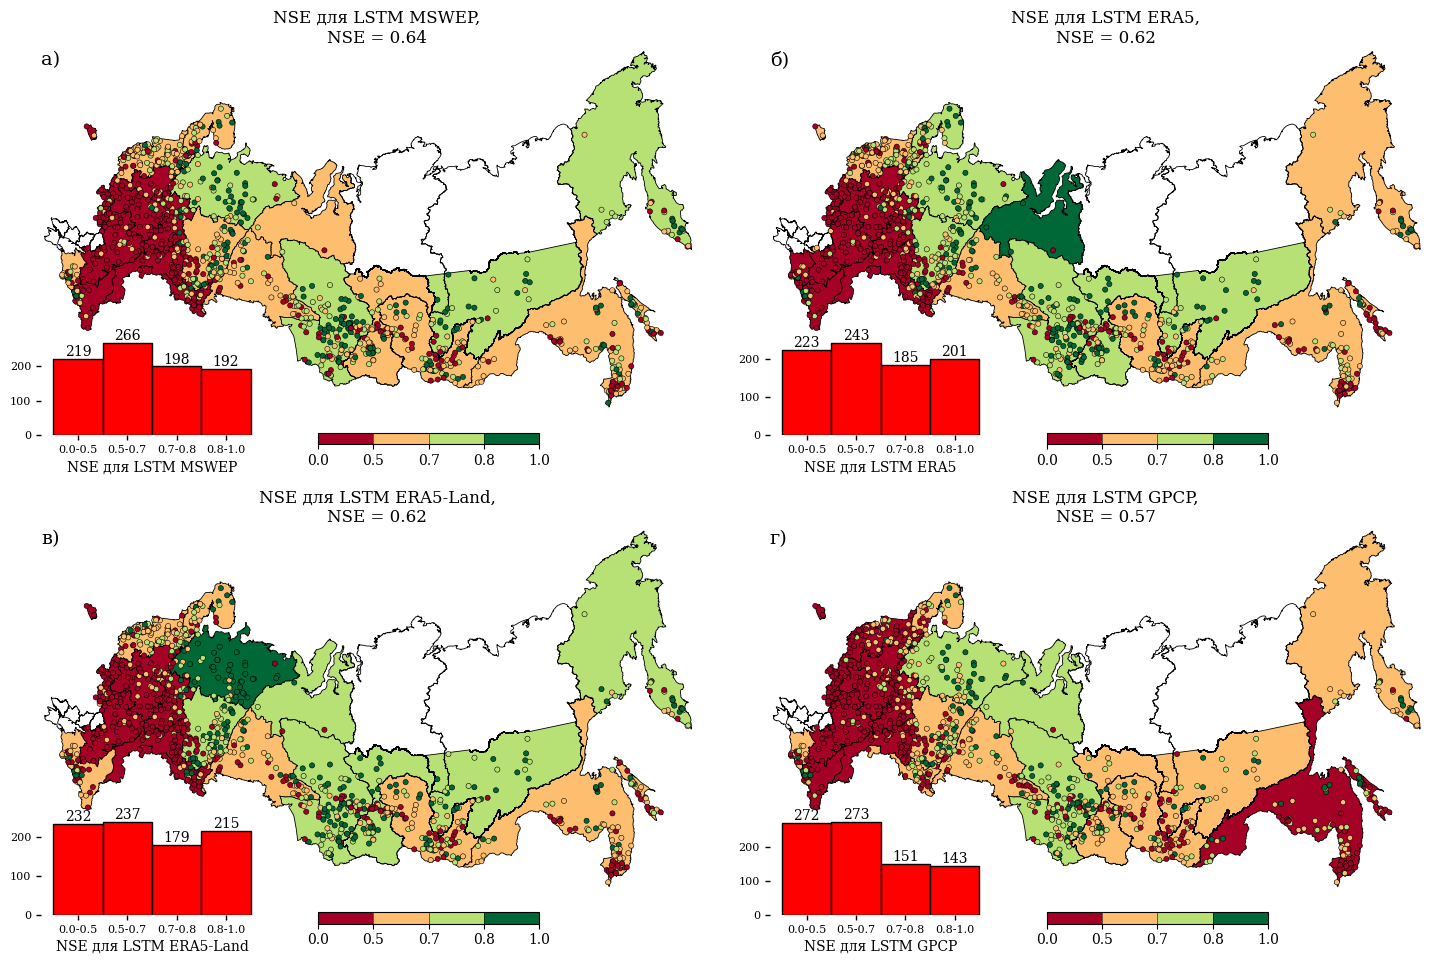 NSE для LSTM MSWEP,
NSE = 0.64
а)
266
219
198
192
200
100
0
0.0-0.5 0.5-0.7 0.7-0.8 0.8-1.0
NSE для LSTM MSWEP
0.0 0.5 0.7 0.8 1.0
NSE для LSTM ERA5,
NSE = 0.62
б)
243
223
185
201
200
100
0
0.0-0.5 0.5-0.7 0.7-0.8 0.8-1.0
NSE для LSTM ERA5
0.0 0.5 0.7 0.8 1.0
NSE для LSTM ERA5-Land,
NSE = 0.62
в)
232
237
179
215
200
100
0
0.0-0.5 0.5-0.7 0.7-0.8 0.8-1.0
NSE для LSTM ERA5-Land
0.0 0.5 0.7 0.8 1.0
NSE для LSTM GPCP,
NSE = 0.57
г)
272
273
151
143
200
100
0
0.0-0.5 0.5-0.7 0.7-0.8 0.8-1.0
NSE для LSTM GPCP
0.0 0.5 0.7 0.8 1.0